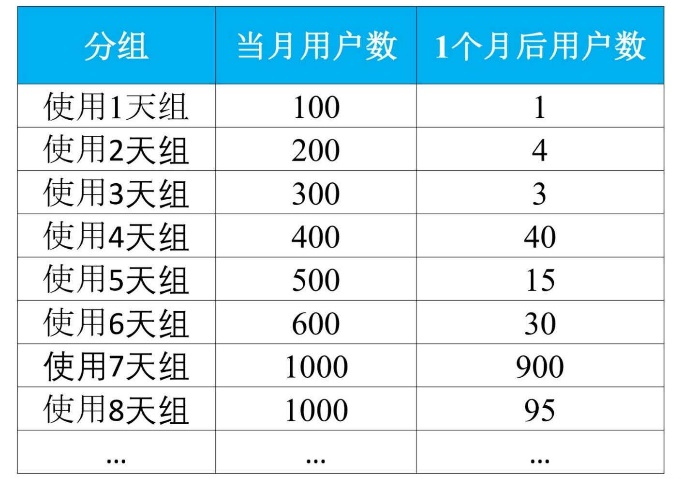 分组 当月用户数 1个月后用户数
使用1天组 100 1
使用2天组 200 4
使用3天组 300 3
使用4天组 400 40
使用5天组 500 15
使用6天组 600 30
使用7天组 1000 900
使用8天组 1000 95
... ... ...